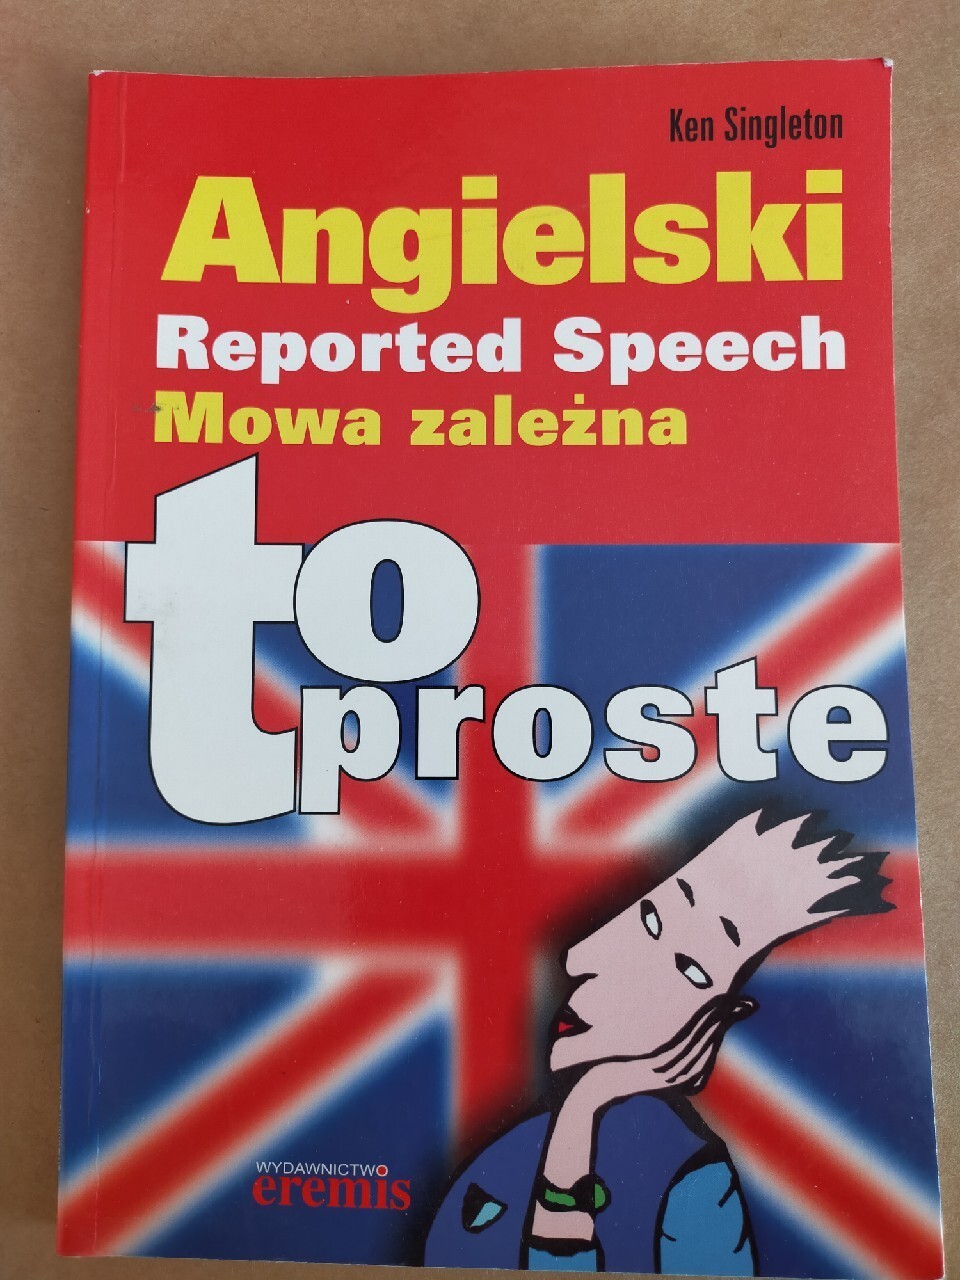 Ken Singleton
Angielski
Reported Speech
Mowa zależna
to
proste
WYDAWNICTWO
eremis